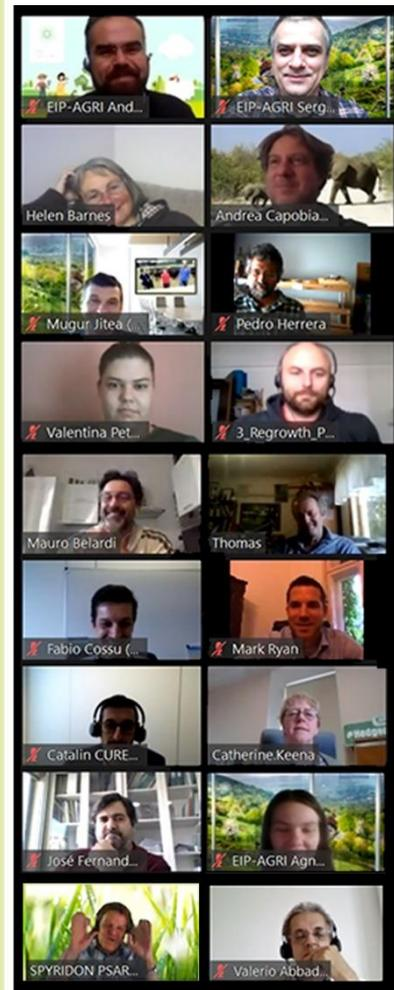 EIP-AGRI And...
EIP-AGRI Serg...
Helen Barnes
Andrea Capobia...
Mugur Jitea (...
Pedro Herrera
Valentina Pet...
3_Regrowth_P...
Mauro Belardi
Thomas
Fabio Cossu (...
Mark Ryan
Catalin CURE...
Catherine.Keena
#Hedger
José Fernand...
EIP-AGRI Agn...
SPYRIDON PSAR...
Valerio Abbad...